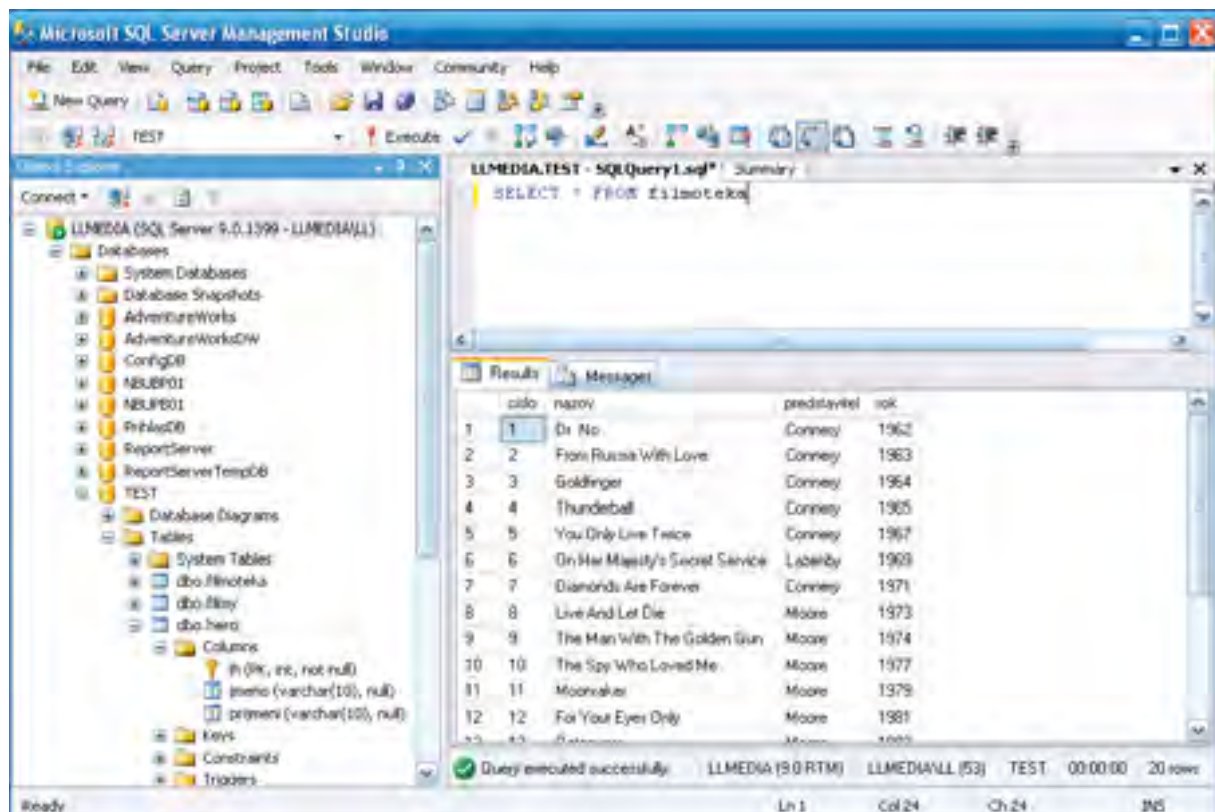 Microsoft SQL Server Management Studio
File Edit View Query Project Tools Window Community Help
New Query
TEST Execute
Object Explorer
Connect
LLMEDIA (SQL Server 9.0.1399 - LLMEDIA\LL)
Databases
System Databases
Database Snapshots
AdventureWorks
AdventureWorksDW
ConfigDB
NBUBP01
NBUPB01
PrihlasDB
ReportServer
ReportServerTempDB
TEST
Database Diagrams
Tables
System Tables
dbo.filmoteka
dbo.filmy
dbo.hero
Columns
ih (PK, int, not null)
jmeno (varchar(10), null)
primeni (varchar(10), null)
Keys
Constraints
Triggers
LLMEDIA.TEST - SQLQuery1.sql* Summary
SELECT * FROM filmoteka
Results Messages
cislo nazov predstavitel rok
1 1 Dr. No Connery 1962
2 2 From Russia With Love Connery 1963
3 3 Goldfinger Connery 1964
4 4 Thunderball Connery 1965
5 5 You Only Live Twice Connery 1967
6 6 On Her Majesty's Secret Service Lazenby 1969
7 7 Diamonds Are Forever Connery 1971
8 8 Live And Let Die Moore 1973
9 9 The Man With The Golden Gun Moore 1974
10 10 The Spy Who Loved Me Moore 1977
11 11 Moonraker Moore 1979
12 12 For Your Eyes Only Moore 1981
Query executed successfully. LLMEDIA (9.0 RTM) LLMEDIA\LL (53) TEST 00:00:00 20 rows
Ready Ln 1 Col 24 Ch 24 INS